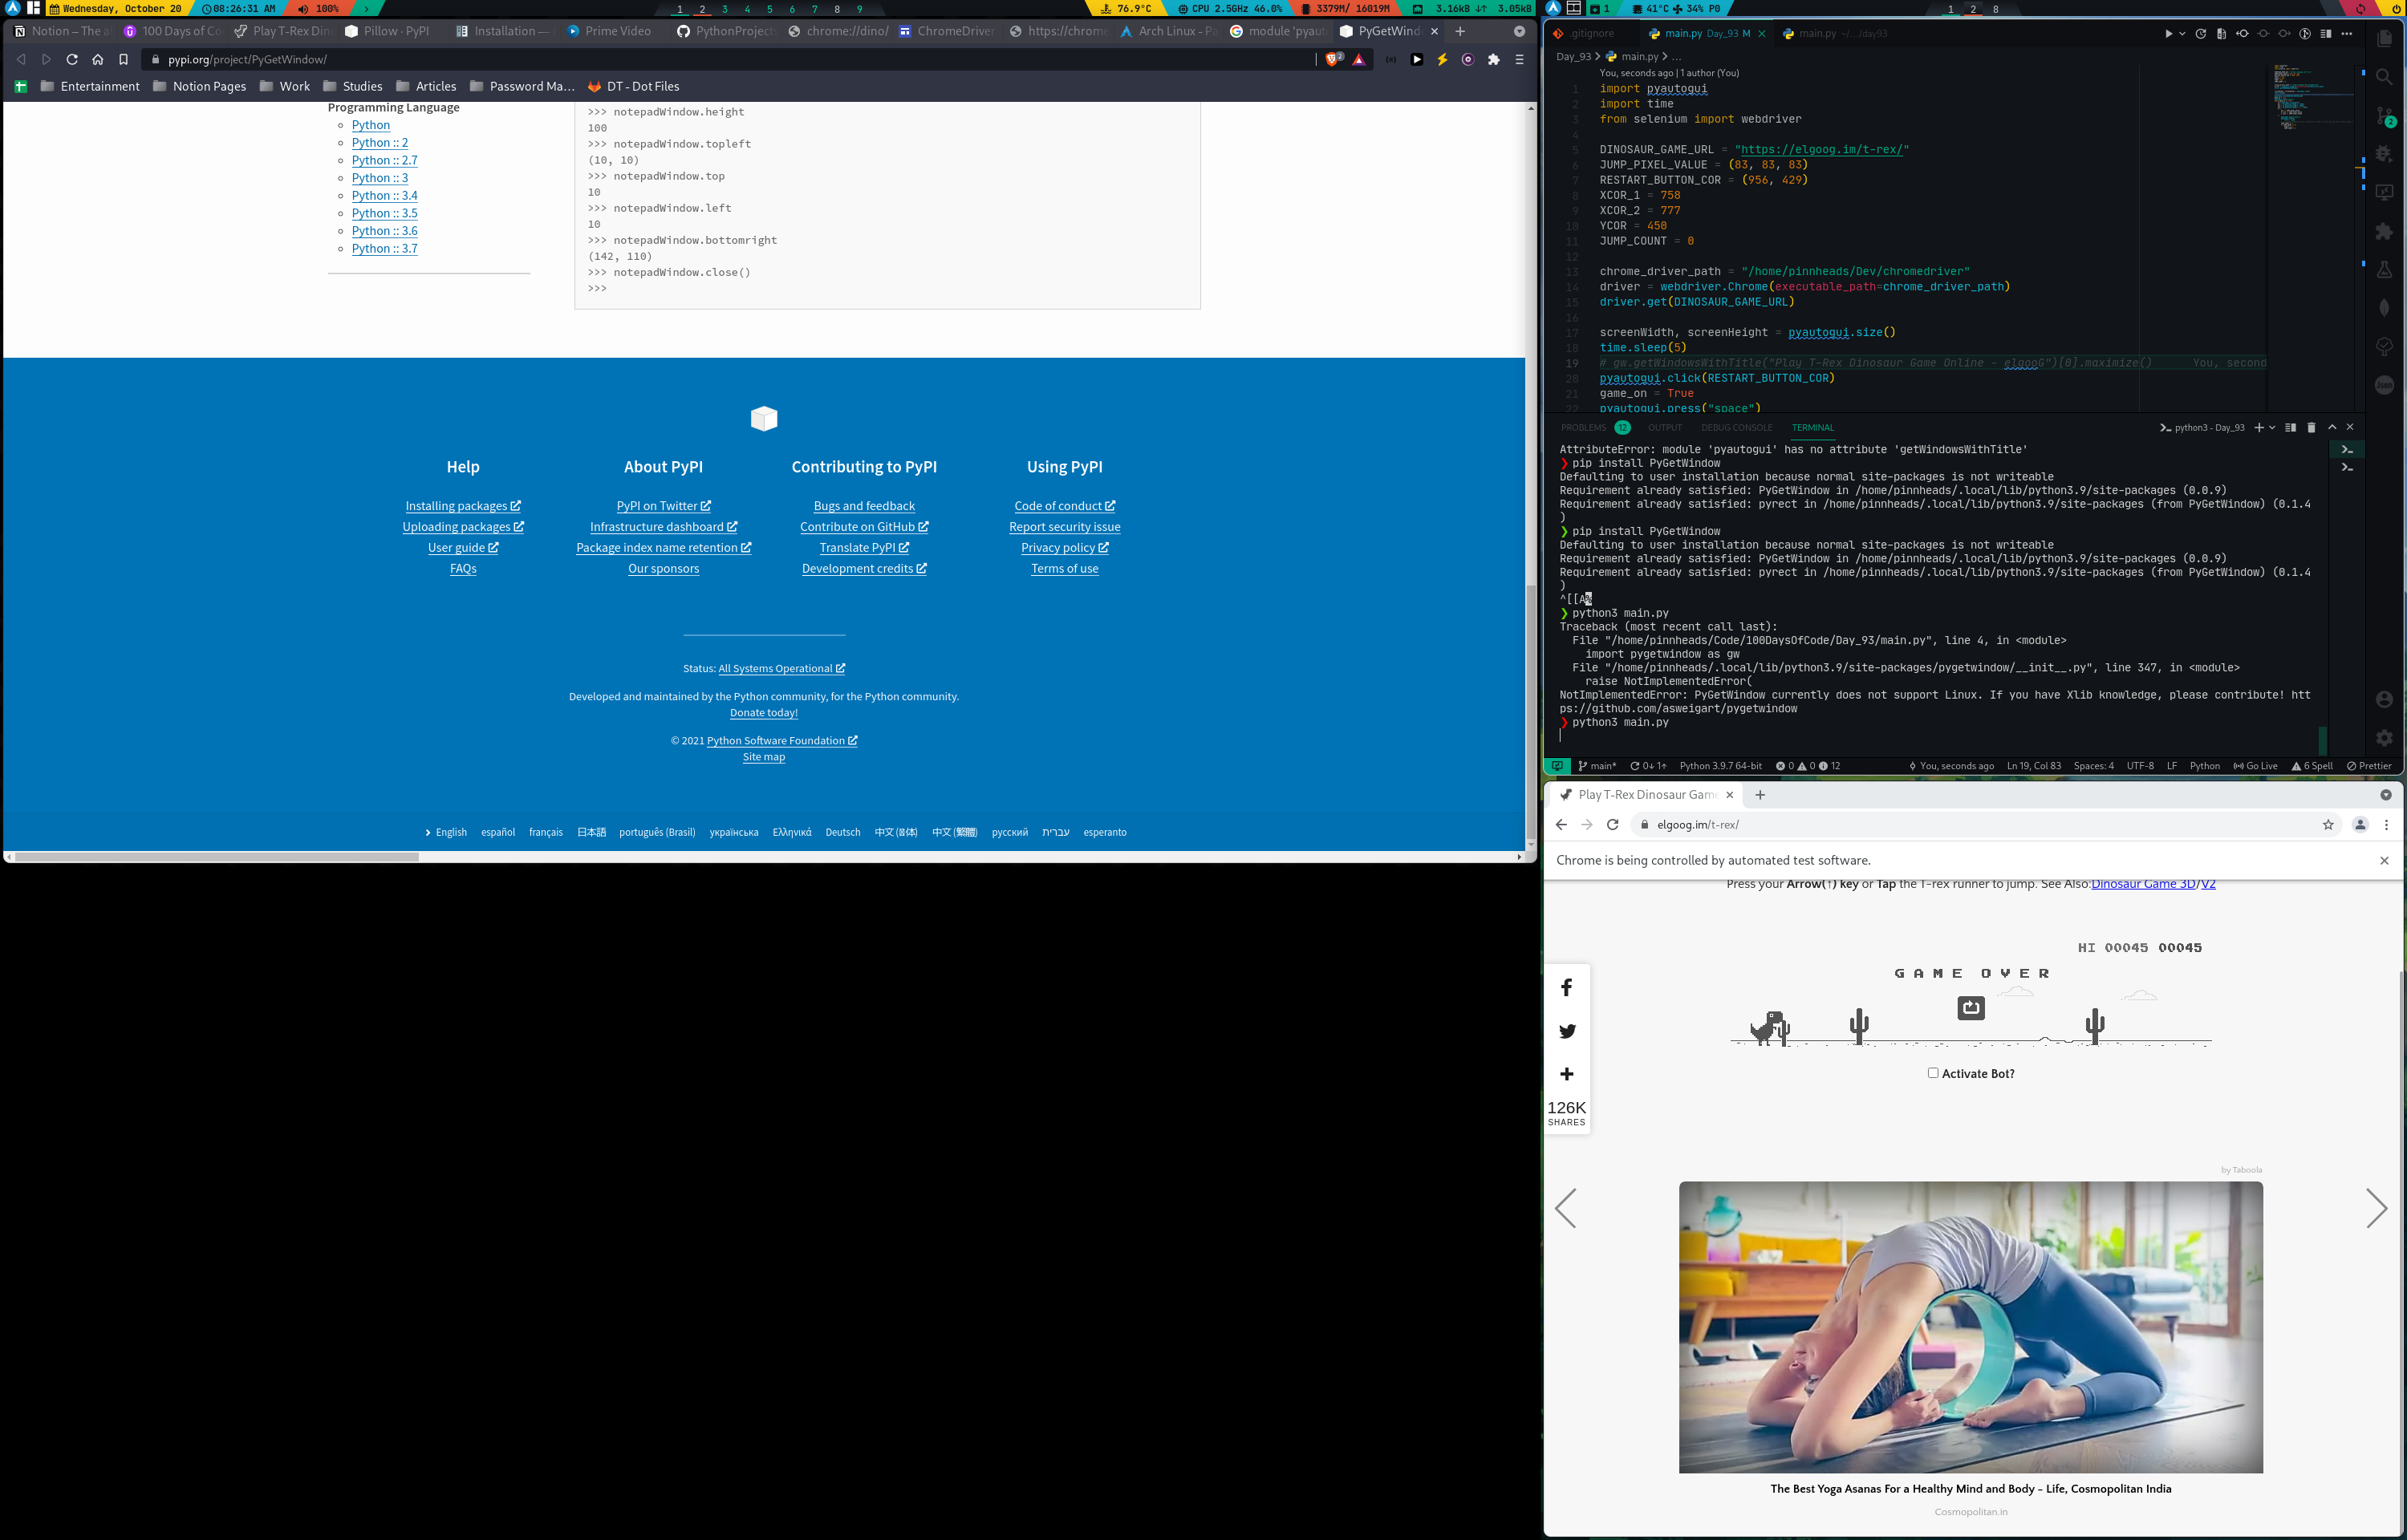 Wednesday, October 20
08:26:31 AM
100%
1 2 3 4 5 6 7 8 9
76.9°C
CPU 2.5GHz 46.0%
3379M/ 16019M
3.16kB ↓↑ 3.05kB
1
41°C
34% P0
1 2 8
Notion – The a
100 Days of Co
Play T-Rex Din
Pillow · PyPI
Installation —
Prime Video
PythonProject
chrome://dino/
ChromeDriver
https://chrome
Arch Linux - Pa
module 'pyaut
PyGetWind
pypi.org/project/PyGetWindow/
Entertainment
Notion Pages
Work
Studies
Articles
Password Ma...
DT - Dot Files
Programming Language
Python
Python :: 2
Python :: 2.7
Python :: 3
Python :: 3.4
Python :: 3.5
Python :: 3.6
Python :: 3.7
>>> notepadWindow.height
100
>>> notepadWindow.topleft
(10, 10)
>>> notepadWindow.top
10
>>> notepadWindow.left
10
>>> notepadWindow.bottomright
(142, 110)
>>> notepadWindow.close()
>>>
Help
Installing packages
Uploading packages
User guide
FAQs
About PyPI
PyPI on Twitter
Infrastructure dashboard
Package index name retention
Our sponsors
Contributing to PyPI
Bugs and feedback
Contribute on GitHub
Translate PyPI
Development credits
Using PyPI
Code of conduct
Report security issue
Privacy policy
Terms of use
Status: All Systems Operational
Developed and maintained by the Python community, for the Python community.
Donate today!
© 2021 Python Software Foundation
Site map
English español français 日本語 português (Brasil) українська Ελληνικά Deutsch 中文 (简体) 中文 (繁體) русский עברית esperanto
.gitignore
main.py Day_93 M
main.py ~/.../day93
Day_93 > main.py > ...
You, seconds ago | 1 author (You)
1 import pyautogui
2 import time
3 from selenium import webdriver
4
5 DINOSAUR_GAME_URL = "https://elgoog.im/t-rex/"
6 JUMP_PIXEL_VALUE = (83, 83, 83)
7 RESTART_BUTTON_COR = (956, 429)
8 XCOR_1 = 758
9 XCOR_2 = 777
10 YCOR = 450
11 JUMP_COUNT = 0
12
13 chrome_driver_path = "/home/pinnheads/Dev/chromedriver"
14 driver = webdriver.Chrome(executable_path=chrome_driver_path)
15 driver.get(DINOSAUR_GAME_URL)
16
17 screenWidth, screenHeight = pyautogui.size()
18 time.sleep(5)
19 # gw.getWindowsWithTitle("Play T-Rex Dinosaur Game Online - elgooG")[0].maximize() You, second
20 pyautogui.click(RESTART_BUTTON_COR)
21 game_on = True
22 pyautogui.press("space")
PROBLEMS 12 OUTPUT DEBUG CONSOLE TERMINAL
python3 - Day_93
AttributeError: module 'pyautogui' has no attribute 'getWindowsWithTitle'
❯ pip install PyGetWindow
Defaulting to user installation because normal site-packages is not writeable
Requirement already satisfied: PyGetWindow in /home/pinnheads/.local/lib/python3.9/site-packages (0.0.9)
Requirement already satisfied: pyrect in /home/pinnheads/.local/lib/python3.9/site-packages (from PyGetWindow) (0.1.4
)
❯ pip install PyGetWindow
Defaulting to user installation because normal site-packages is not writeable
Requirement already satisfied: PyGetWindow in /home/pinnheads/.local/lib/python3.9/site-packages (0.0.9)
Requirement already satisfied: pyrect in /home/pinnheads/.local/lib/python3.9/site-packages (from PyGetWindow) (0.1.4
)
^[[A%
❯ python3 main.py
Traceback (most recent call last):
File "/home/pinnheads/Code/100DaysOfCode/Day_93/main.py", line 4, in <module>
import pygetwindow as gw
File "/home/pinnheads/.local/lib/python3.9/site-packages/pygetwindow/__init__.py", line 347, in <module>
raise NotImplementedError(
NotImplementedError: PyGetWindow currently does not support Linux. If you have Xlib knowledge, please contribute! htt
ps://github.com/asweigart/pygetwindow
❯ python3 main.py
main* 0↓ 1↑ Python 3.9.7 64-bit 0 0 12
You, seconds ago Ln 19, Col 83 Spaces: 4 UTF-8 LF Python Go Live 6 Spell Prettier
2
Json
Play T-Rex Dinosaur Gam
elgoog.im/t-rex/
Chrome is being controlled by automated test software.
Press your Arrow(↑) key or Tap the T-rex runner to jump. See Also:Dinosaur Game 3D/V2
HI 00045 00045
GAME OVER
Activate Bot?
126K
SHARES
by Taboola
The Best Yoga Asanas For a Healthy Mind and Body - Life, Cosmopolitan India
Cosmopolitan.in